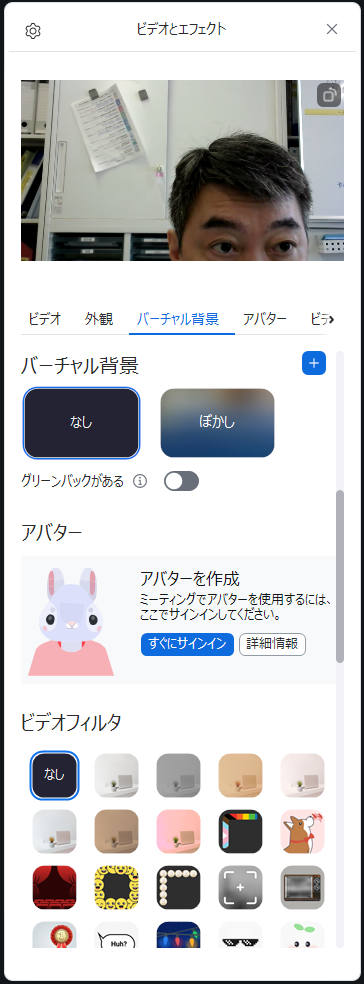 ビデオとエフェクト
ビデオ 外観 バーチャル背景 アバター
バーチャル背景
なし ぼかし
グリーンバックがある
アバター
アバターを作成
ミーティングでアバターを使用するには、
ここでサインインしてください。
すぐにサインイン 詳細情報
ビデオフィルタ
なし
Huh?